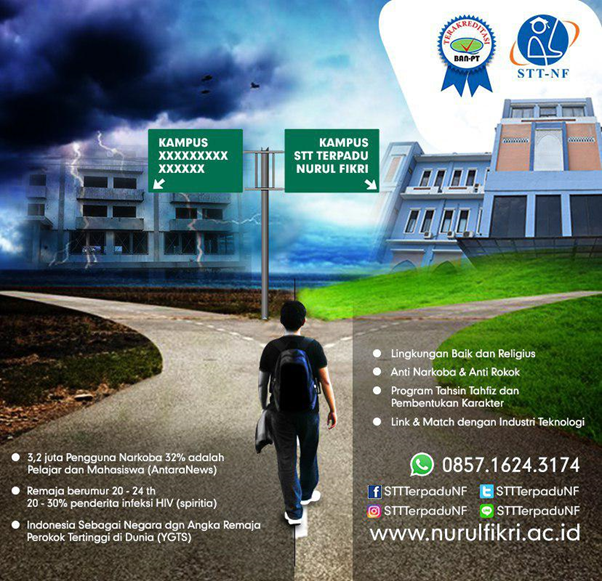 TERAKREDITASI
BAN-PT
STT-NF
KAMPUS
XXXXXXXXX
XXXXXX
KAMPUS
STT TERPADU
NURUL FIKRI
Lingkungan Baik dan Religius
Anti Narkoba & Anti Rokok
Program Tahsin Tahfiz dan
Pembentukan Karakter
Link & Match dengan Industri Teknologi
3,2 juta Pengguna Narkoba 32% adalah
Pelajar dan Mahasiswa (AntaraNews)
Remaja berumur 20 - 24 th
20 - 30% penderita infeksi HIV (spiritia)
Indonesia Sebagai Negara dgn Angka Remaja
Perokok Tertinggi di Dunia (YGTS)
0857.1624.3174
STTTerpaduNF STTTerpaduNF
STTTerpaduNF STTTerpaduNF
www.nurulfikri.ac.id